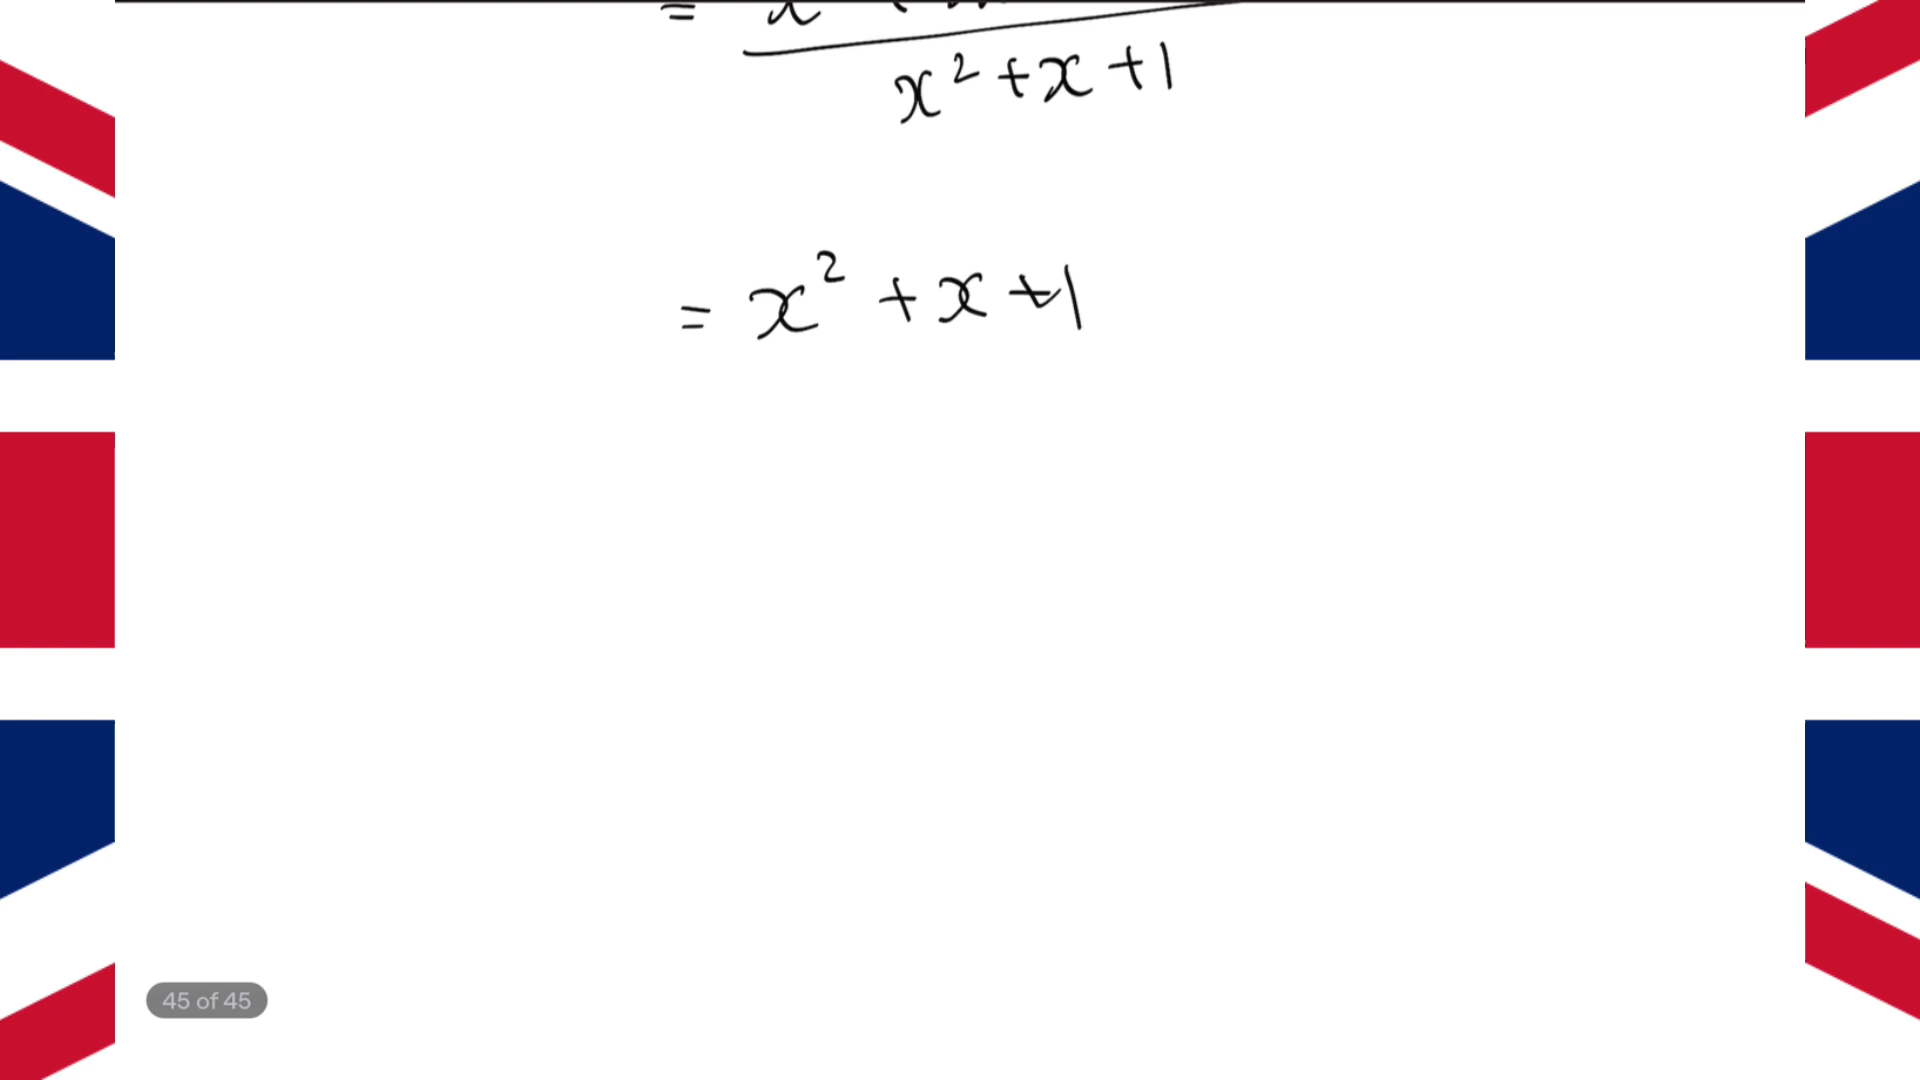 =
x² + x + 1
= x² + x + 1
45 of 45